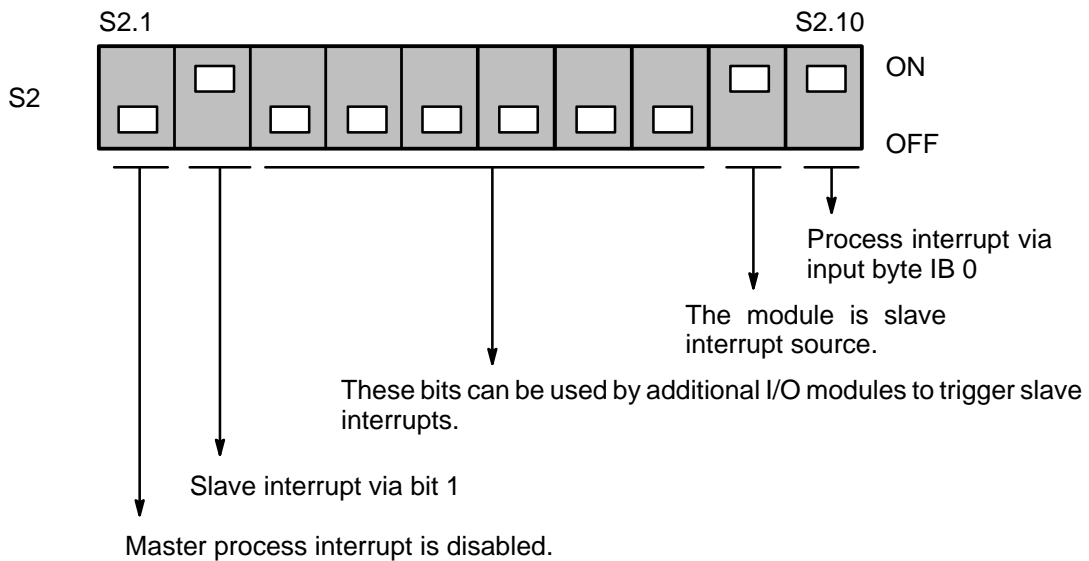 S2.1
S2.10
ON
S2
OFF
Process interrupt via
input byte IB 0
The module is slave
interrupt source.
These bits can be used by additional I/O modules to trigger slave
interrupts.
Slave interrupt via bit 1
Master process interrupt is disabled.